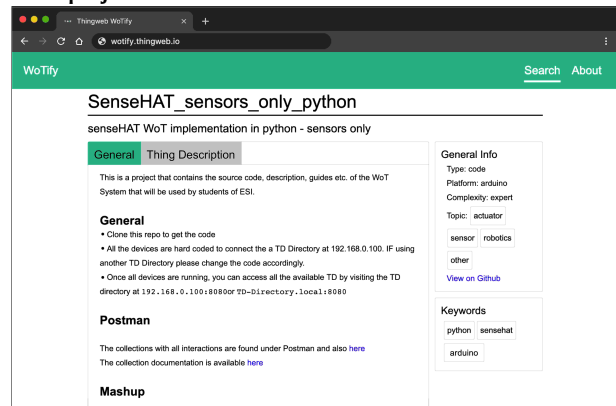 Thingweb WoTify
wotify.thingweb.io
WoTify
Search About
SenseHAT_sensors_only_python
senseHAT WoT implementation in python - sensors only
General Thing Description
This is a project that contains the source code, description, guides etc. of the WoT
System that will be used by students of ESI.
General
• Clone this repo to get the code
• All the devices are hard coded to connect the a TD Directory at 192.168.0.100. IF using
another TD Directory please change the code accordingly.
• Once all devices are running, you can access all the available TD by visiting the TD
directory at 192.168.0.100:8080or TD-Directory.local:8080
Postman
The collections with all interactions are found under Postman and also here
The collection documentation is available here
Mashup
General Info
Type: code
Platform: arduino
Complexity: expert
Topic: actuator
sensor robotics
other
View on Github
Keywords
python sensehat
arduino